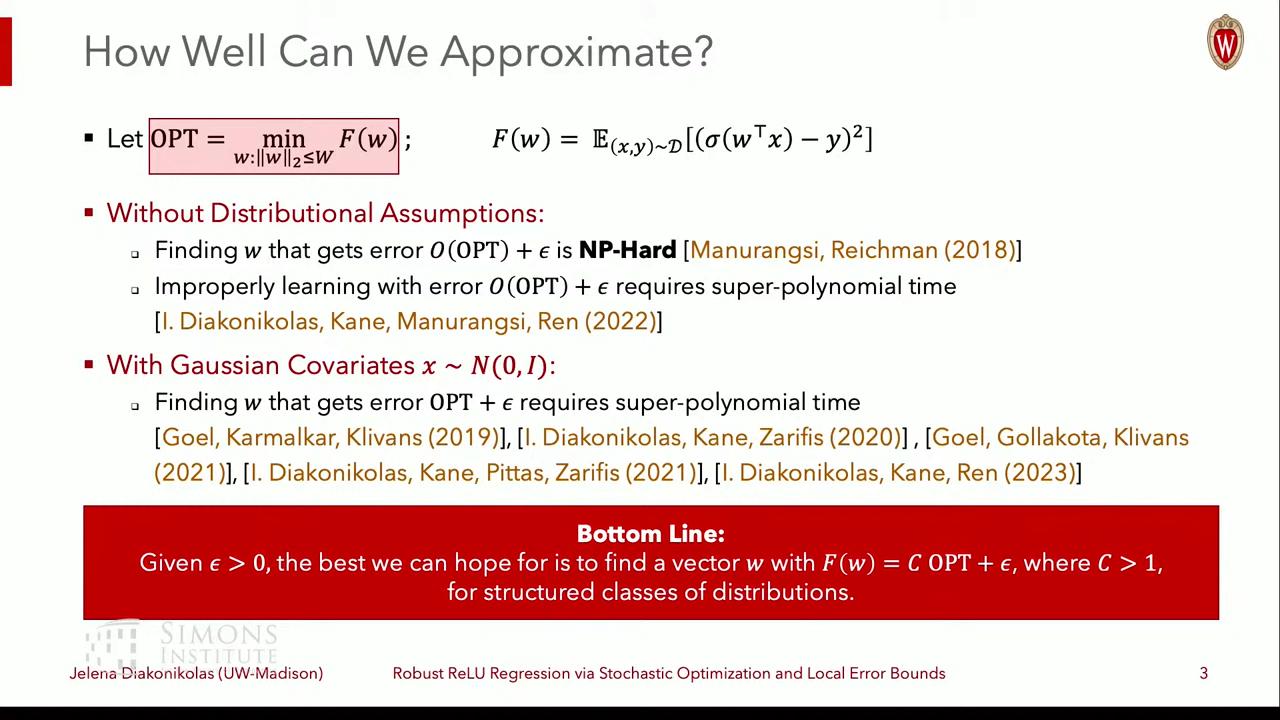 How Well Can We Approximate?
W
▪ Let OPT = min_{w:‖w‖₂≤W} F(w) ; F(w) = 𝔼_{(x,y)~𝒟}[(σ(w⊤x) − y)²]
▪ Without Distributional Assumptions:
❑ Finding w that gets error O(OPT) + ϵ is NP-Hard [Manurangsi, Reichman (2018)]
❑ Improperly learning with error O(OPT) + ϵ requires super-polynomial time
[I. Diakonikolas, Kane, Manurangsi, Ren (2022)]
▪ With Gaussian Covariates x ~ N(0, I):
❑ Finding w that gets error OPT + ϵ requires super-polynomial time
[Goel, Karmalkar, Klivans (2019)], [I. Diakonikolas, Kane, Zarifis (2020)] , [Goel, Gollakota, Klivans
(2021)], [I. Diakonikolas, Kane, Pittas, Zarifis (2021)], [I. Diakonikolas, Kane, Ren (2023)]
Bottom Line:
Given ϵ > 0, the best we can hope for is to find a vector w with F(w) = C OPT + ϵ, where C > 1,
for structured classes of distributions.
SIMONS
INSTITUTE
Jelena Diakonikolas (UW-Madison) Robust ReLU Regression via Stochastic Optimization and Local Error Bounds 3